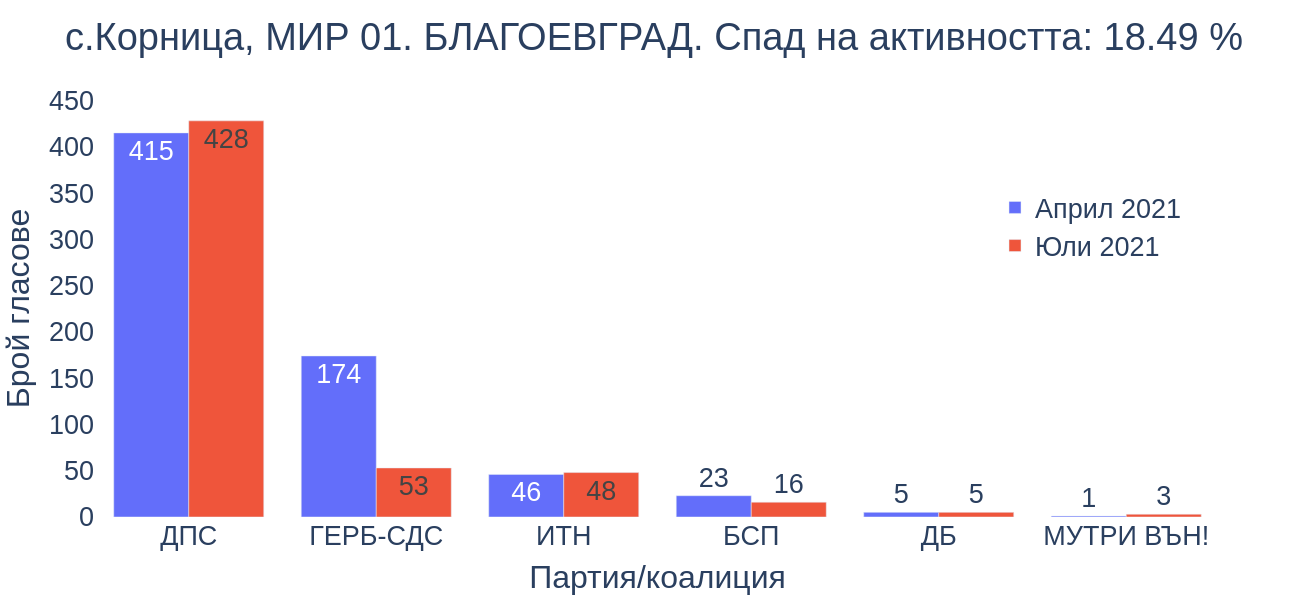 с.Корница, МИР 01. БЛАГОЕВГРАД. Спад на активността: 18.49 %
Брой гласове
450
400
350
300
250
200
150
100
50
0
415
428
174
53
46
48
23
16
5
5
1
3
Април 2021
Юли 2021
ДПС
ГЕРБ-СДС
ИТН
БСП
ДБ
МУТРИ ВЪН!
Партия/коалиция